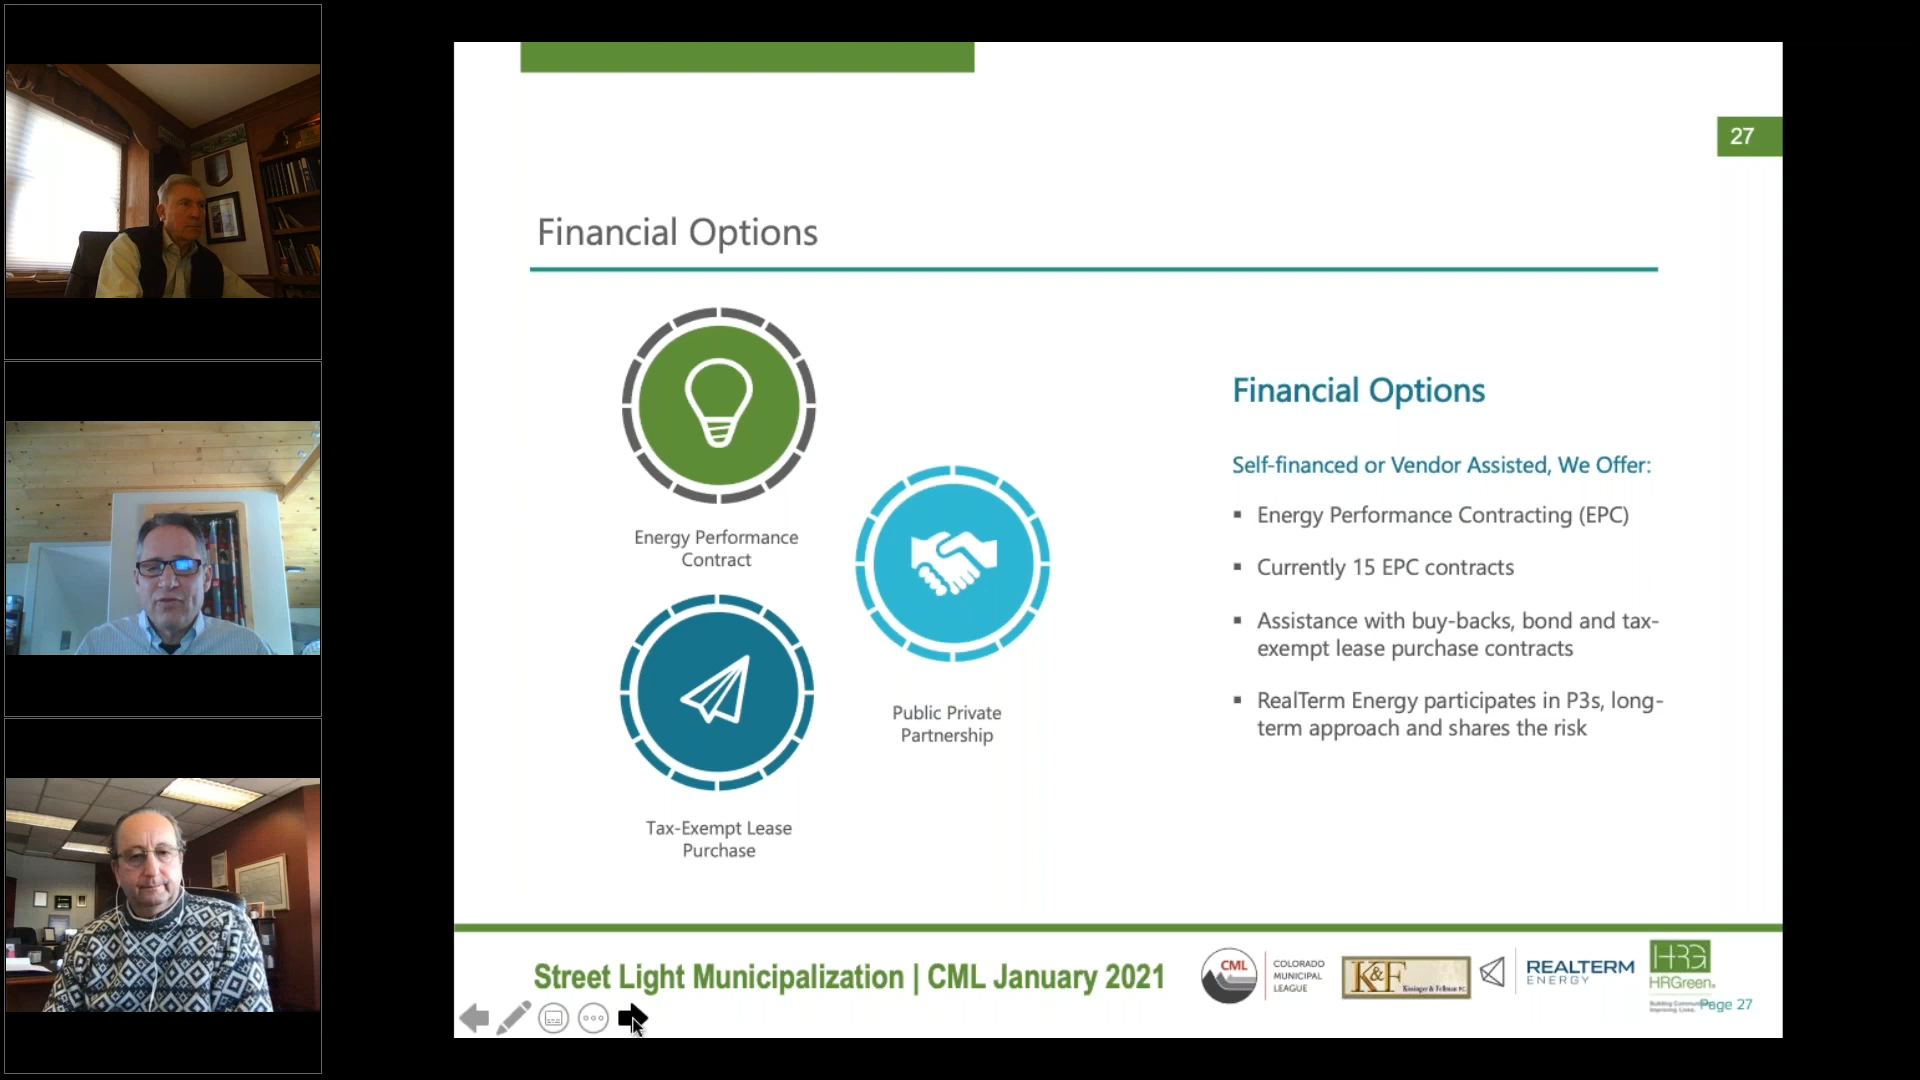 27
Financial Options
Energy Performance
Contract
Public Private
Partnership
Tax-Exempt Lease
Purchase
Financial Options
Self-financed or Vendor Assisted, We Offer:
▪ Energy Performance Contracting (EPC)
▪ Currently 15 EPC contracts
▪ Assistance with buy-backs, bond and tax-
exempt lease purchase contracts
▪ RealTerm Energy participates in P3s, long-
term approach and shares the risk
Street Light Municipalization | CML January 2021
CML
COLORADO
MUNICIPAL
LEAGUE
K&F
Kissinger & Fellman P.C.
REALTERM
ENERGY
HRG
HRGreen
Page 27